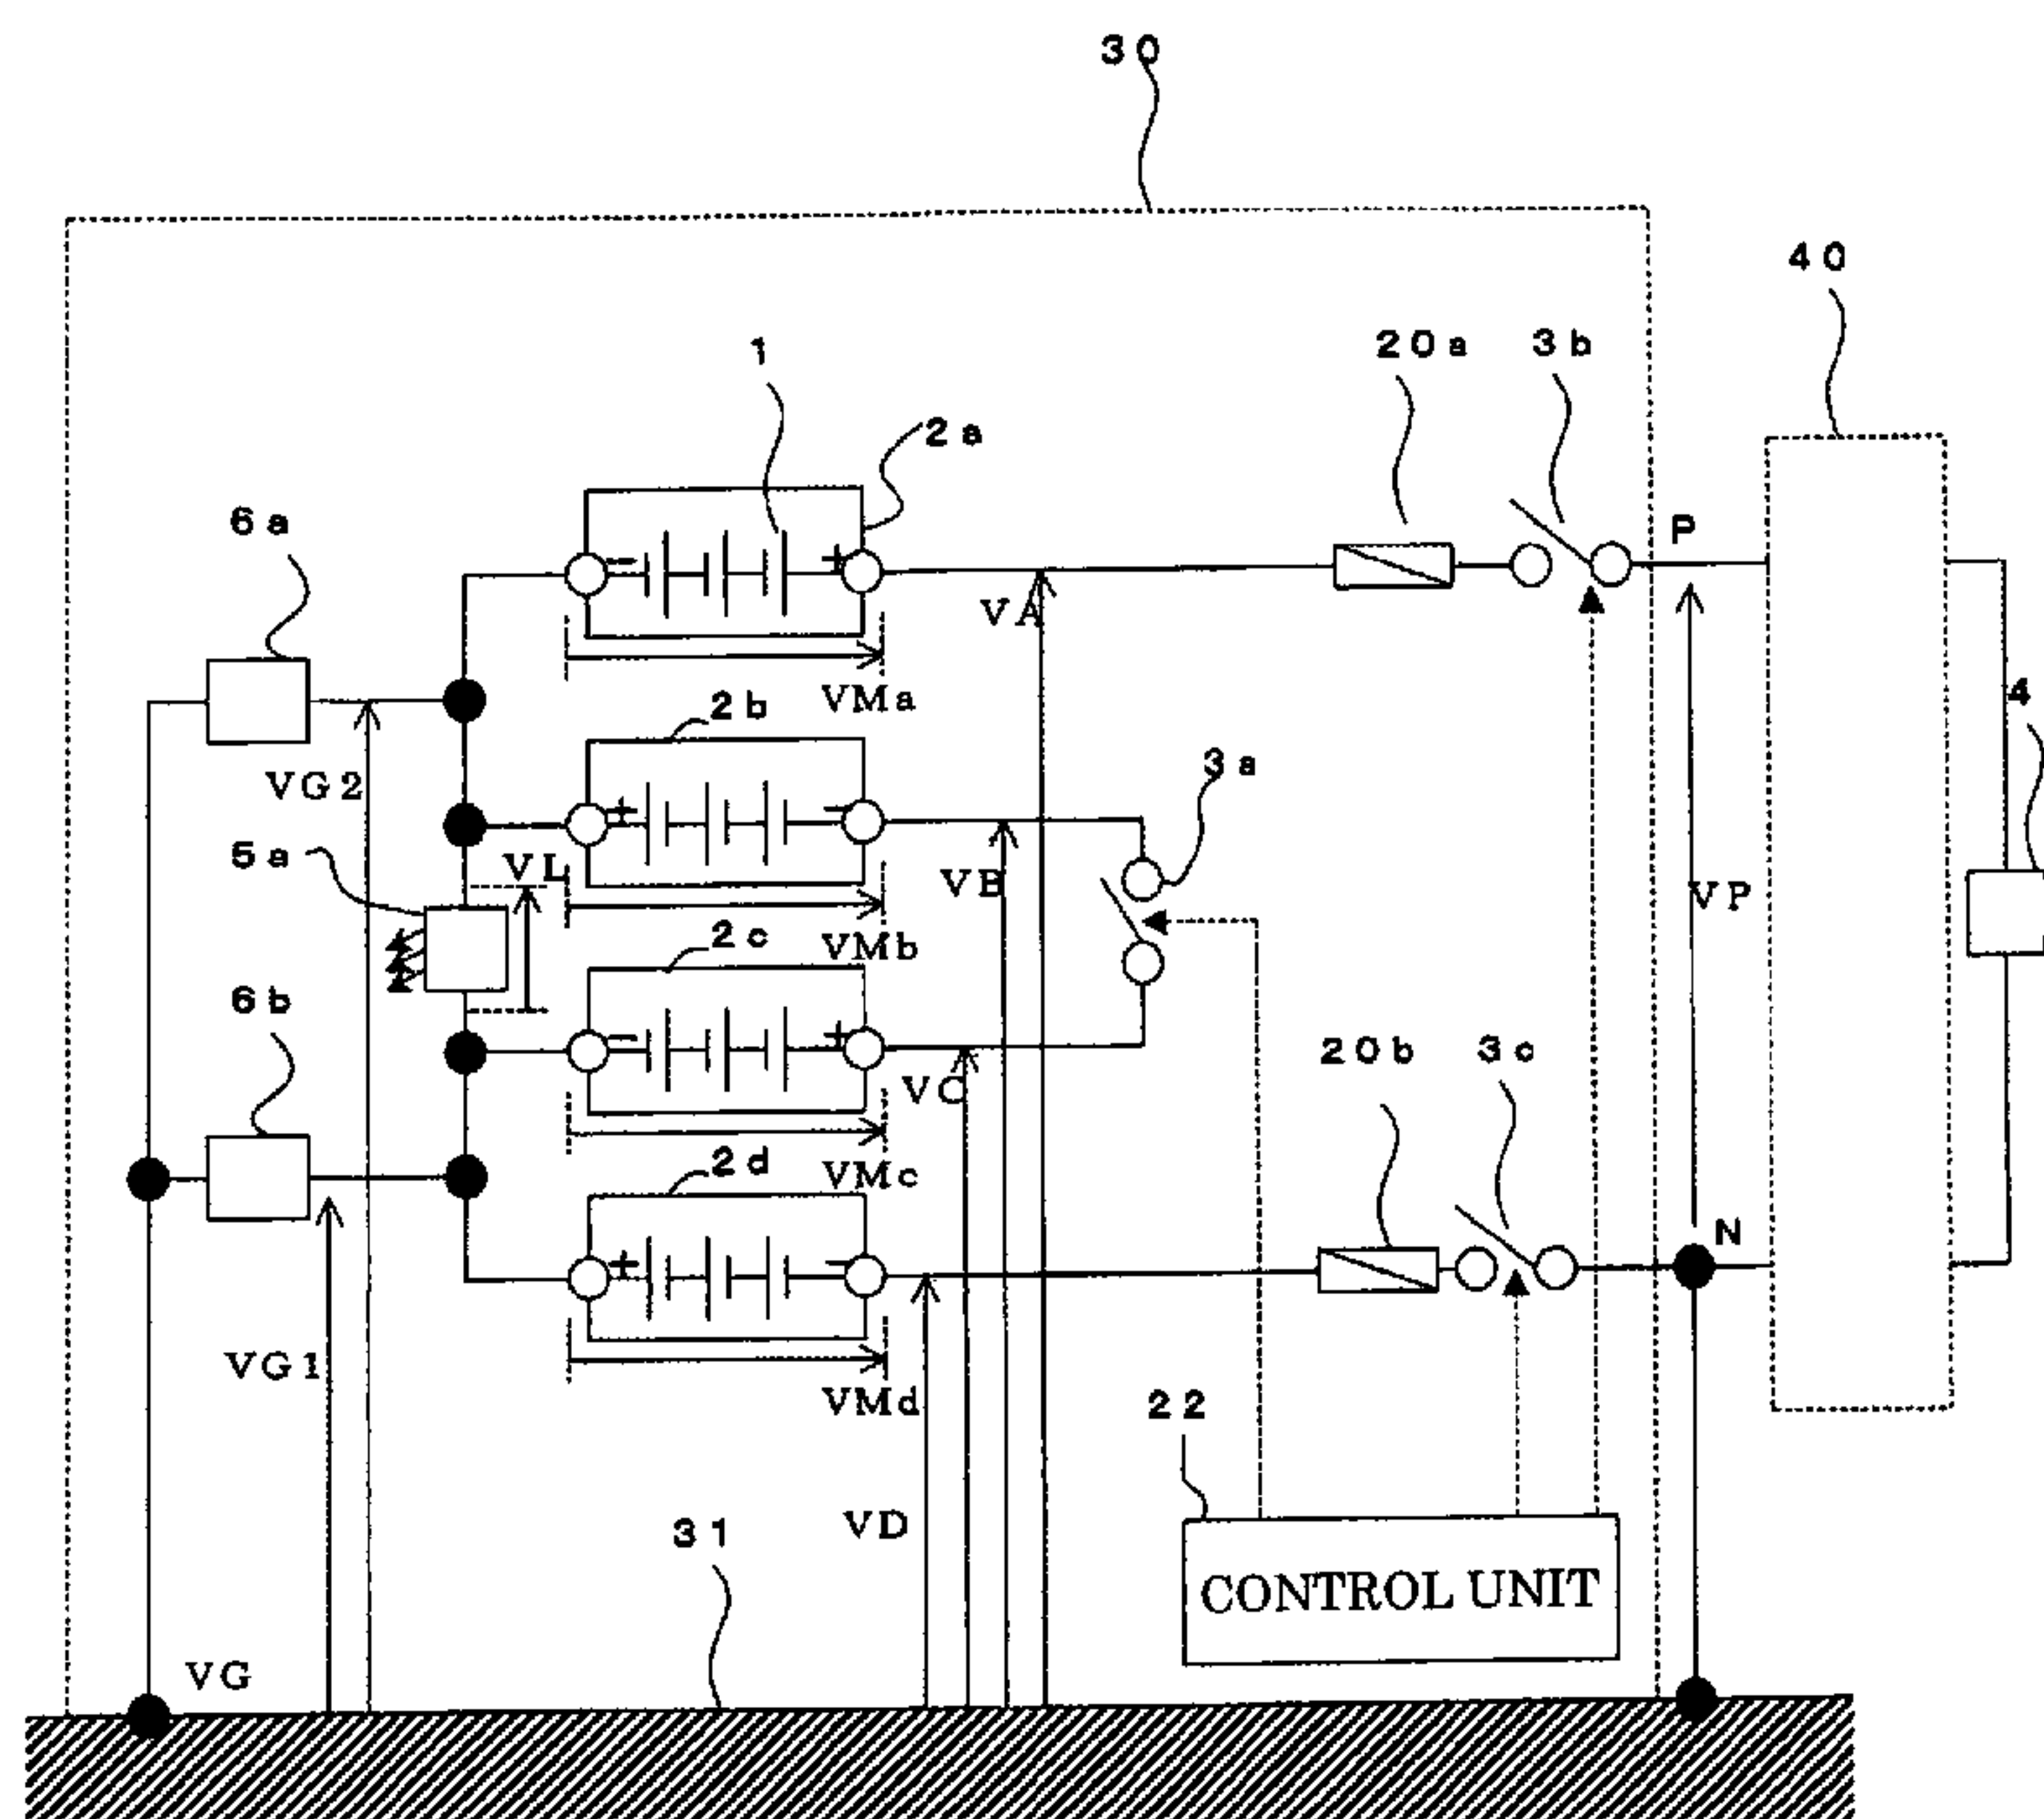 30
40
1
20a
3b
2a
6a
P
VA
2b
VMa
4
3a
VG2
5a
VL
VB
VP
2c
VMb
6b
20b
3c
VC
2d
VMc
N
VG1
VMd
22
VD
31
CONTROL UNIT
VG